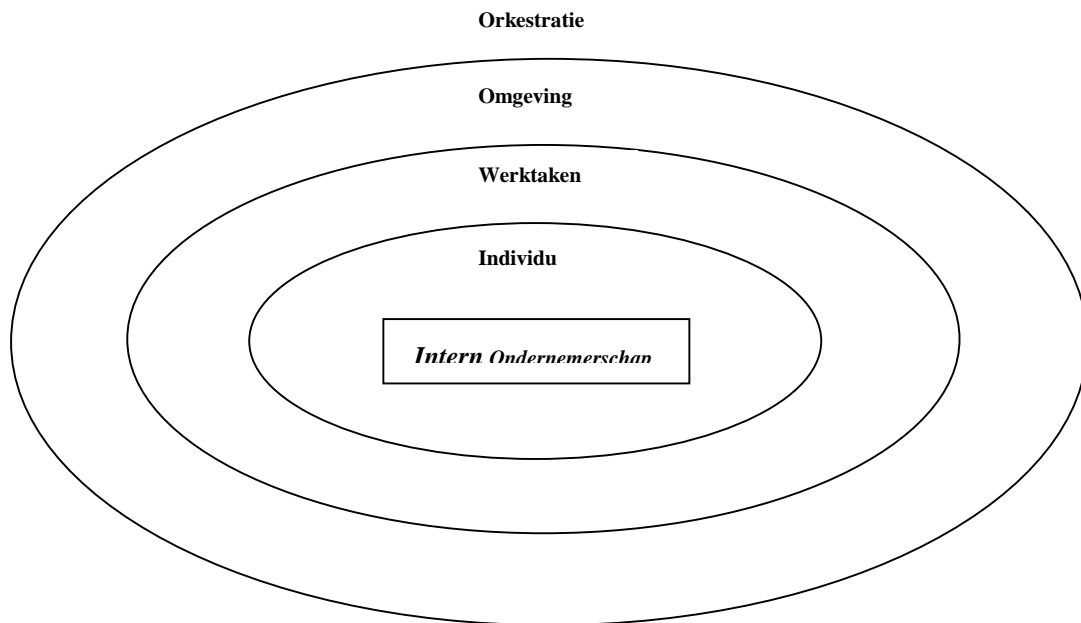 Orkestratie
Omgeving
Werktaken
Individu
Intern Ondernemerschap